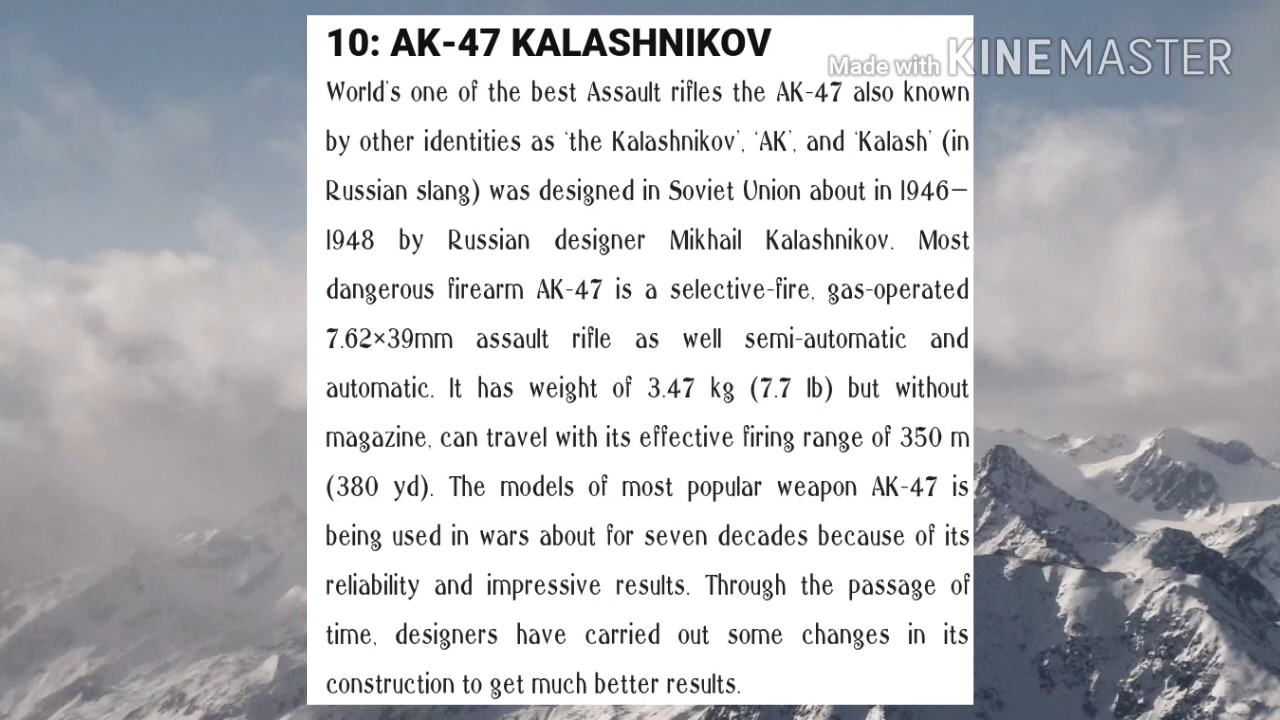 10: AK-47 KALASHNIKOV
Made with KINEMASTER
World's one of the best Assault rifles the AK-47 also known
by other identities as 'the Kalashnikov', 'AK', and 'Kalash' (in
Russian slang) was designed in Soviet Union about in 1946–
1948 by Russian designer Mikhail Kalashnikov. Most
dangerous firearm AK-47 is a selective-fire, gas-operated
7.62×39mm assault rifle as well semi-automatic and
automatic. It has weight of 3.47 kg (7.7 lb) but without
magazine, can travel with its effective firing range of 350 m
(380 yd). The models of most popular weapon AK-47 is
being used in wars about for seven decades because of its
reliability and impressive results. Through the passage of
time, designers have carried out some changes in its
construction to get much better results.